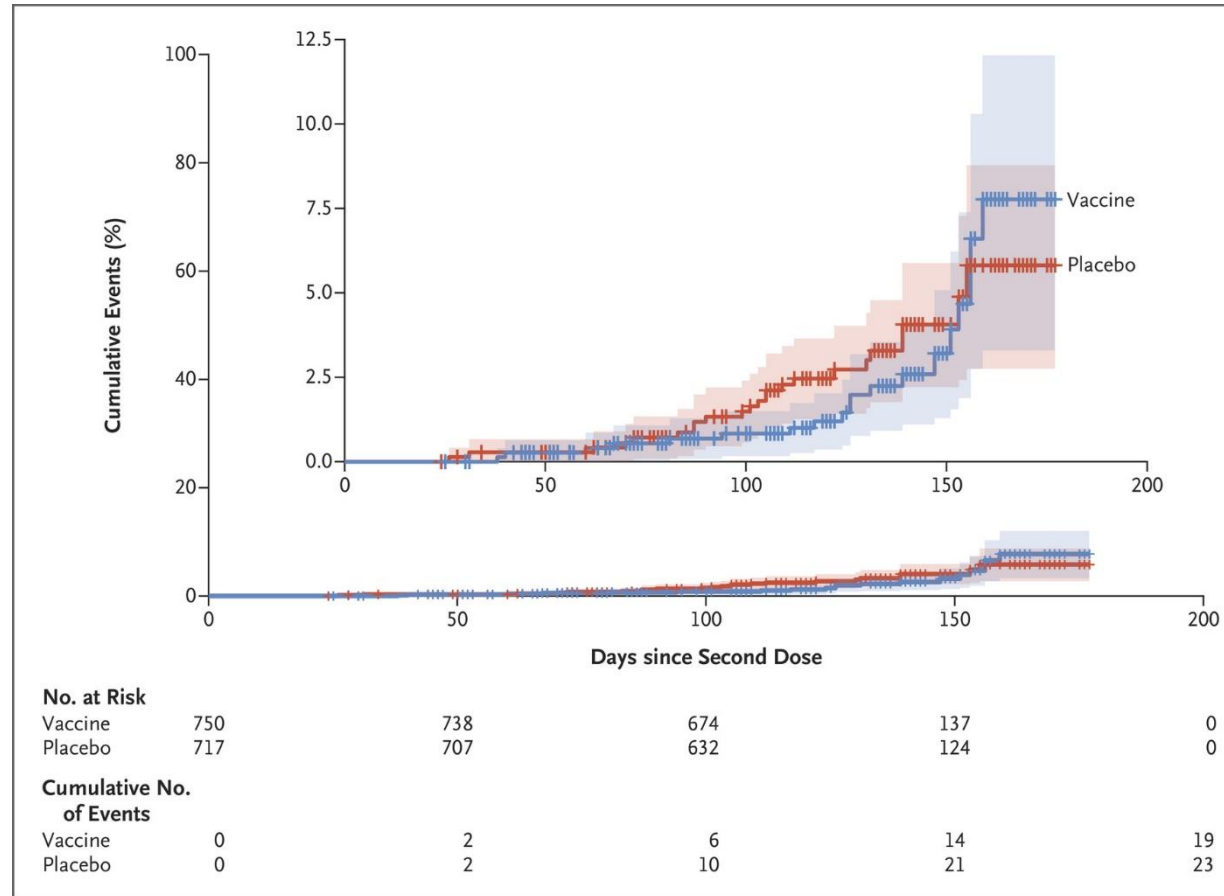 12.5
100
10.0
80
7.5
Vaccine
Placebo
60
5.0
40
2.5
0.0
0 50 100 150 200
20
0
0 50 100 150 200
Cumulative Events (%)
Days since Second Dose
No. at Risk
Vaccine 750 738 674 137 0
Placebo 717 707 632 124 0
Cumulative No.
of Events
Vaccine 0 2 6 14 19
Placebo 0 2 10 21 23